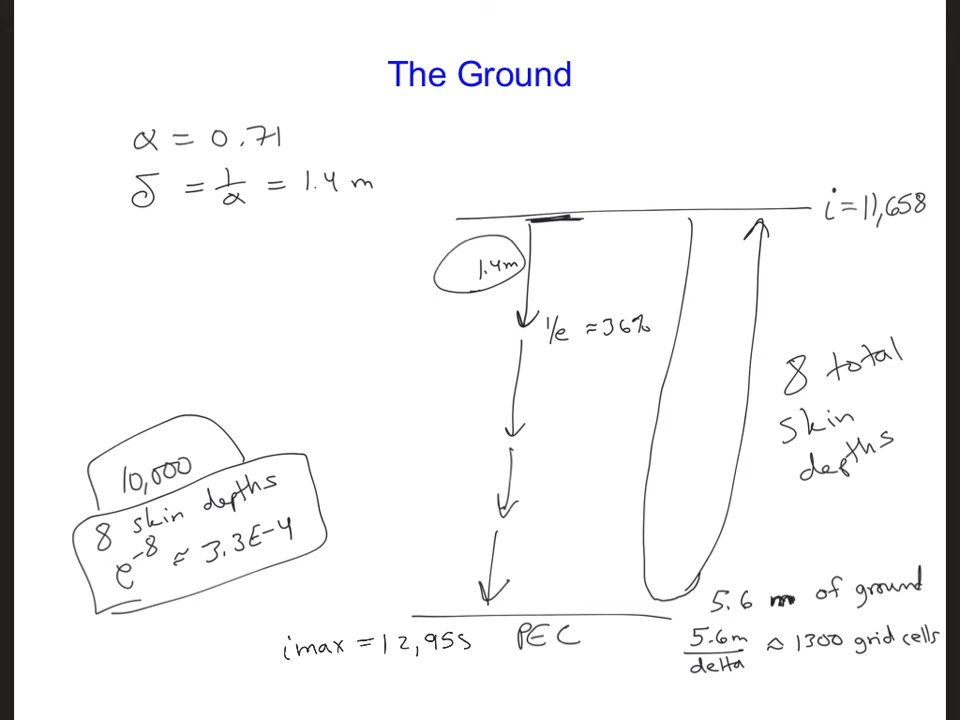 The Ground
α = 0.71
δ = 1/α = 1.4 m
i = 11,658
1.4m
1/e ≈ 36%
8 total
skin
depths
10,000
8 skin depths
e^-8 ≈ 3.3E-4
5.6 m of ground
5.6m/delta ≈ 1300 grid cells
imax = 12,955
PEC